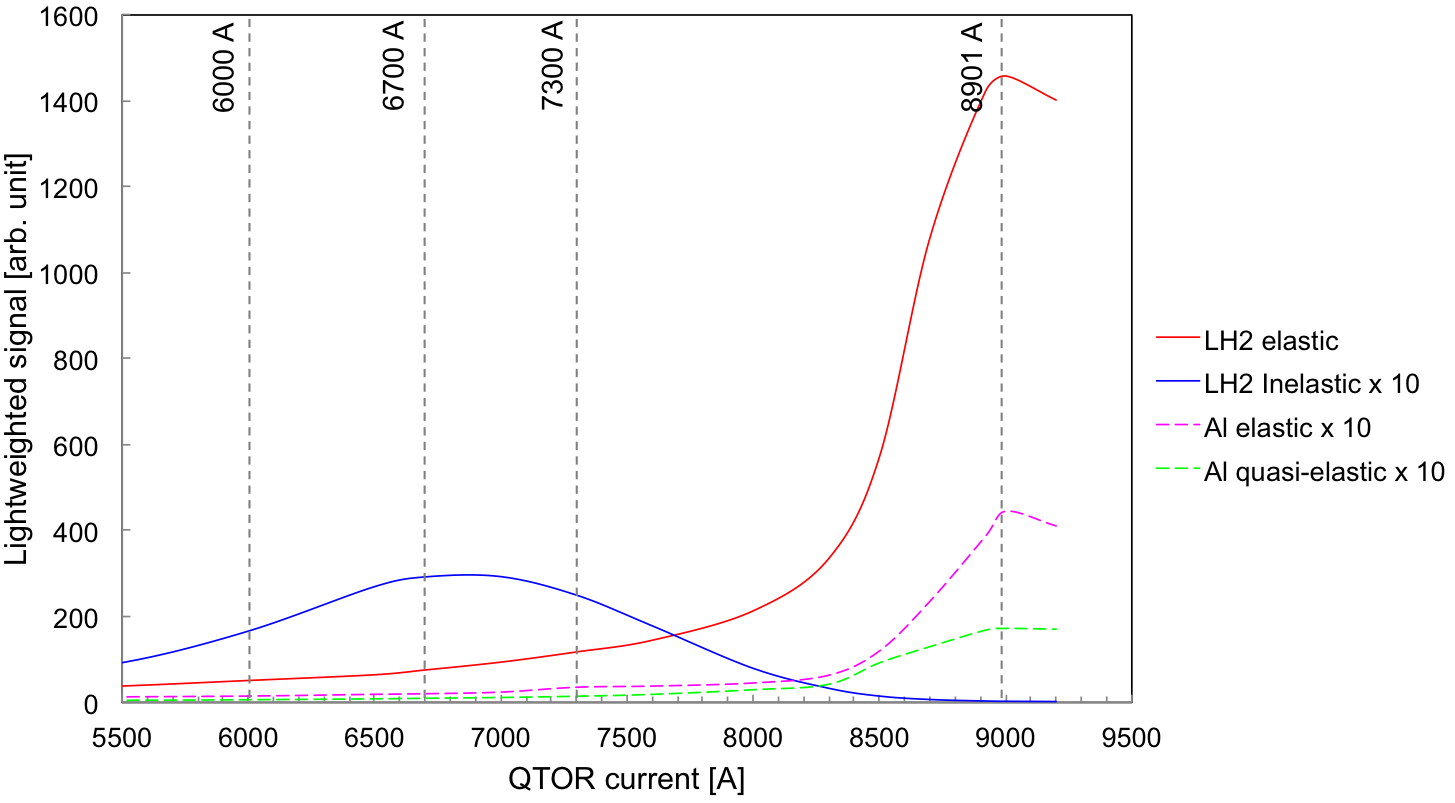 1600
1400
1200
1000
800
600
400
200
0
Lightweighted signal [arb. unit]
6000 A
6700 A
7300 A
8901 A
5500 6000 6500 7000 7500 8000 8500 9000 9500
QTOR current [A]
LH2 elastic
LH2 Inelastic x 10
Al elastic x 10
Al quasi-elastic x 10